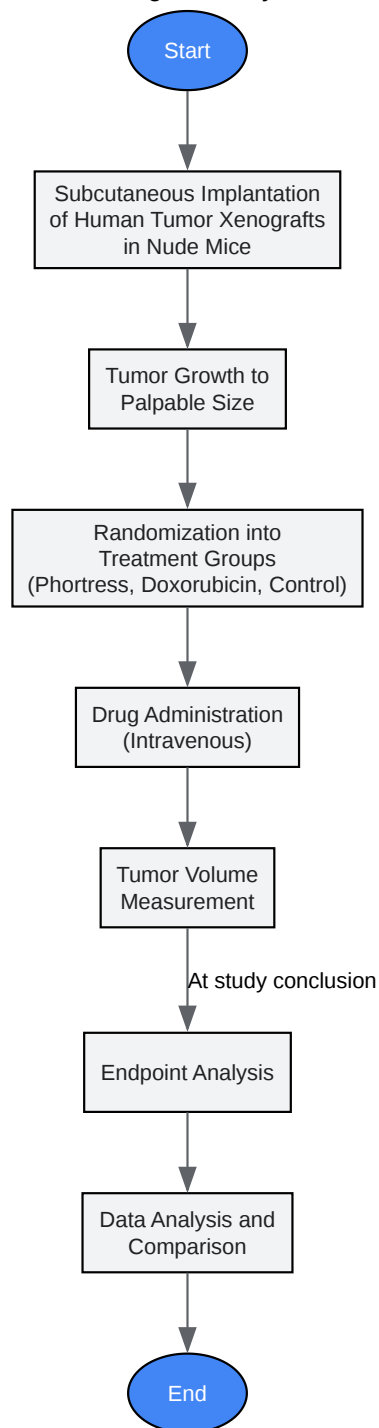 Start
Subcutaneous Implantation
of Human Tumor Xenografts
in Nude Mice
Tumor Growth to
Palpable Size
Randomization into
Treatment Groups
(Phortress, Doxorubicin, Control)
Drug Administration
(Intravenous)
Tumor Volume
Measurement
At study conclusion
Endpoint Analysis
Data Analysis and
Comparison
End